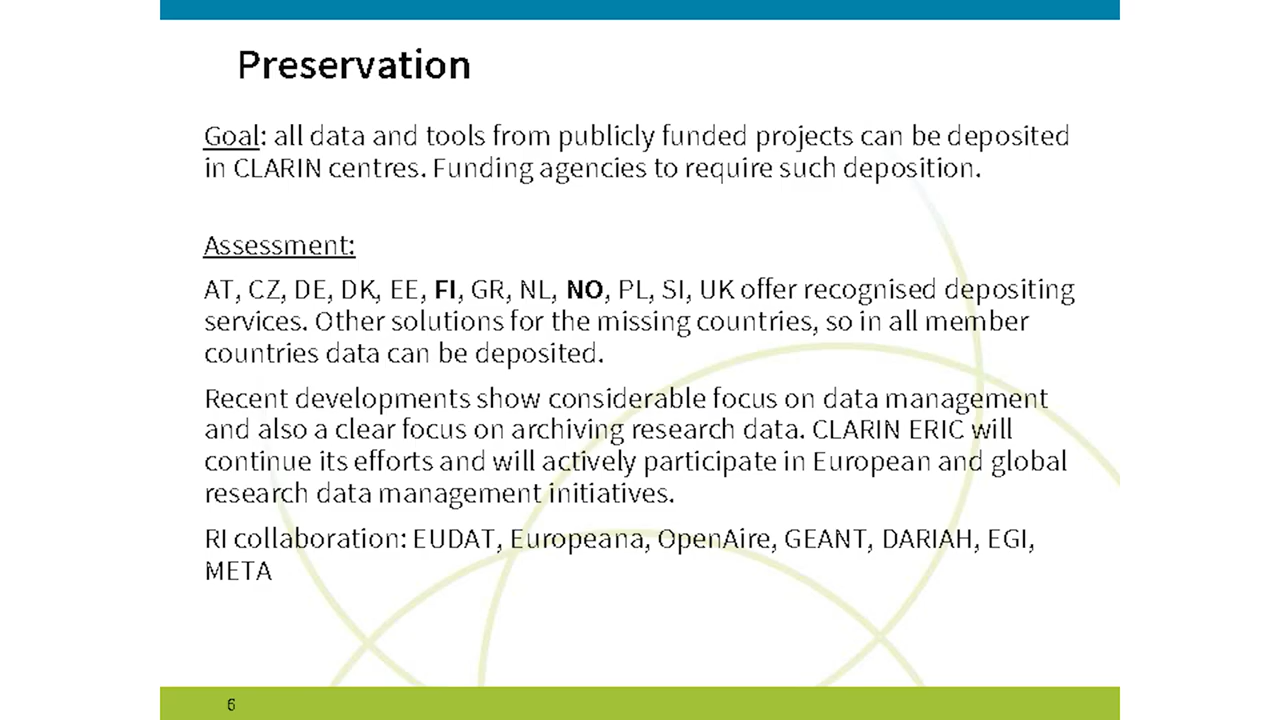 Preservation
Goal: all data and tools from publicly funded projects can be deposited
in CLARIN centres. Funding agencies to require such deposition.
Assessment:
AT, CZ, DE, DK, EE, FI, GR, NL, NO, PL, SI, UK offer recognised depositing
services. Other solutions for the missing countries, so in all member
countries data can be deposited.
Recent developments show considerable focus on data management
and also a clear focus on archiving research data. CLARIN ERIC will
continue its efforts and will actively participate in European and global
research data management initiatives.
RI collaboration: EUDAT, Europeana, OpenAire, GEANT, DARIAH, EGI,
META
6